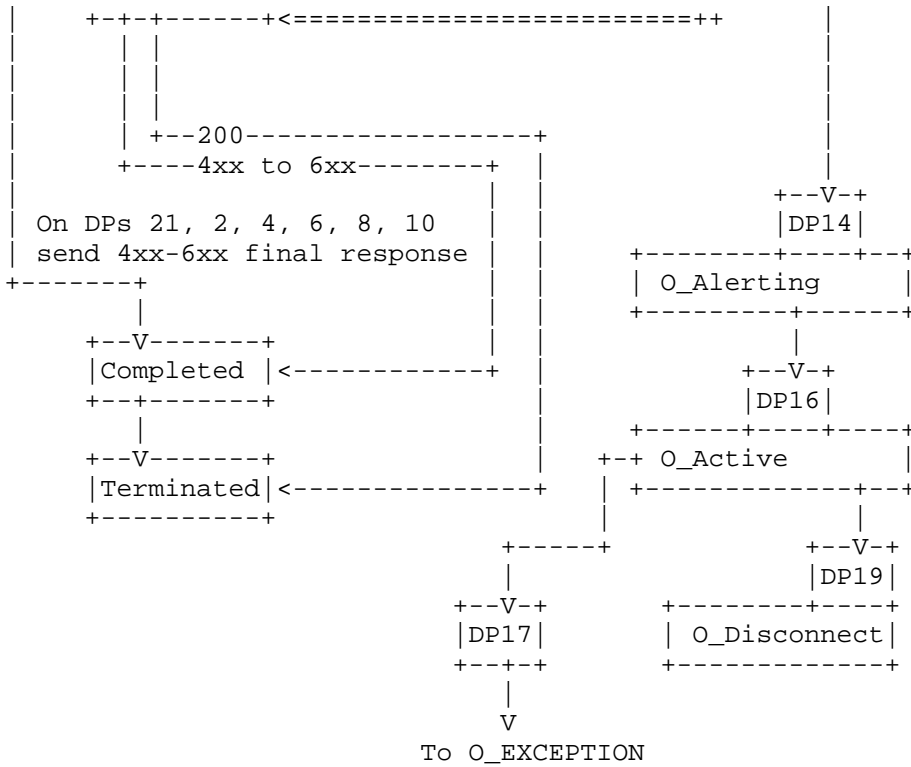 200
4xx to 6xx
On DPs 21, 2, 4, 6, 8, 10
DP14
send 4xx-6xx final response
O_Alerting
Completed
DP16
O_Active
Terminated
DP19
DP17
O_Disconnect
To O_EXCEPTION